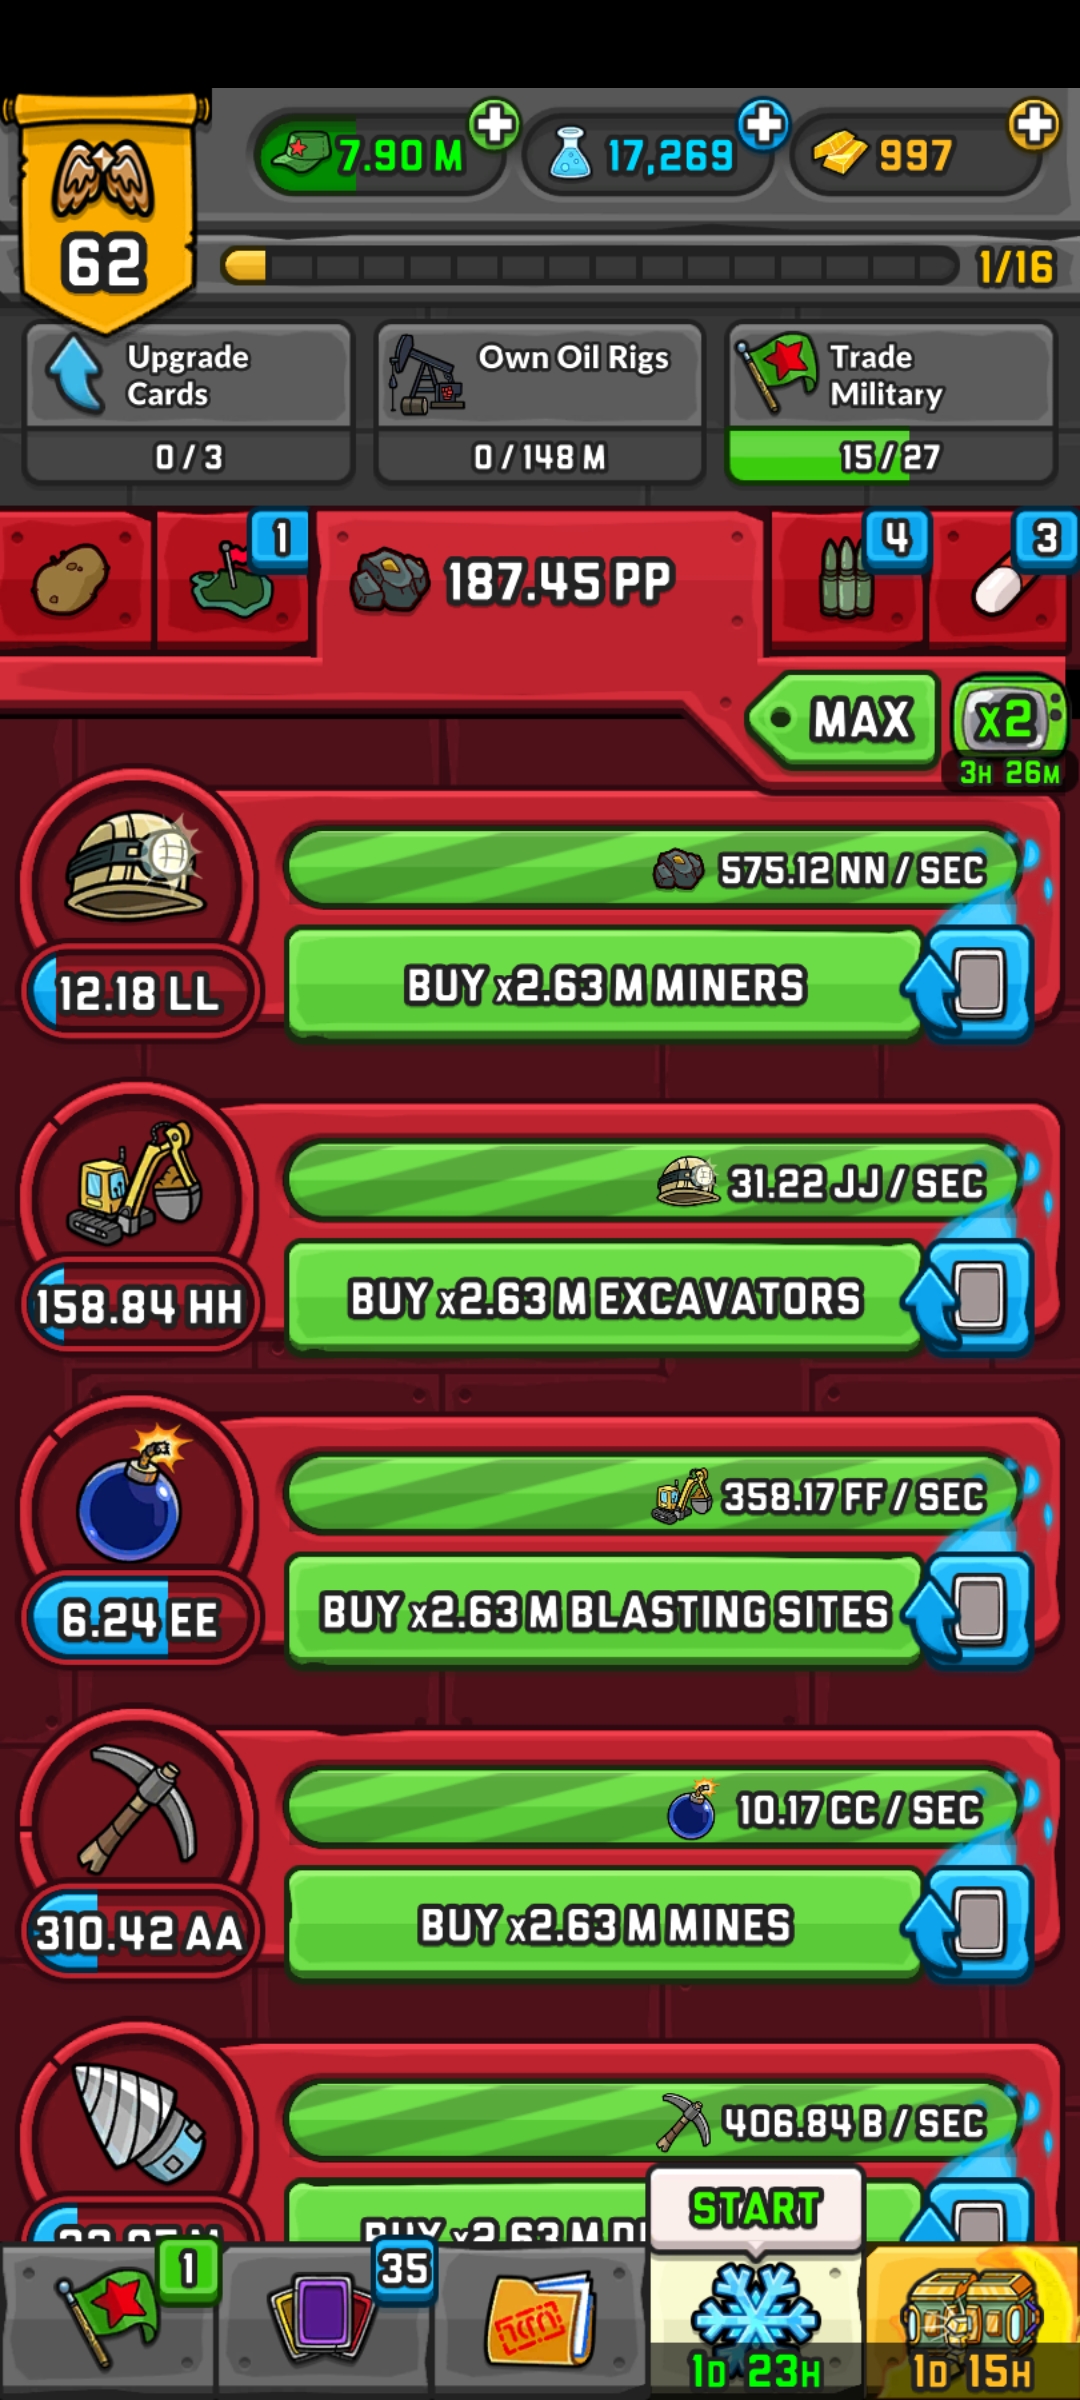 7.90 M
17,269
997
62
1/16
Upgrade
Cards
0 / 3
Own Oil Rigs
0 / 148 M
Trade
Military
15 / 27
1
187.45 PP
4
3
MAX
x2
3H 26M
575.12 NN / SEC
12.18 LL
BUY x2.63 M MINERS
31.22 JJ / SEC
158.84 HH
BUY x2.63 M EXCAVATORS
358.17 FF / SEC
6.24 EE
BUY x2.63 M BLASTING SITES
10.17 CC / SEC
310.42 AA
BUY x2.63 M MINES
406.84 B / SEC
BUY x2.63 M
START
1
35
1D 23H
1D 15H